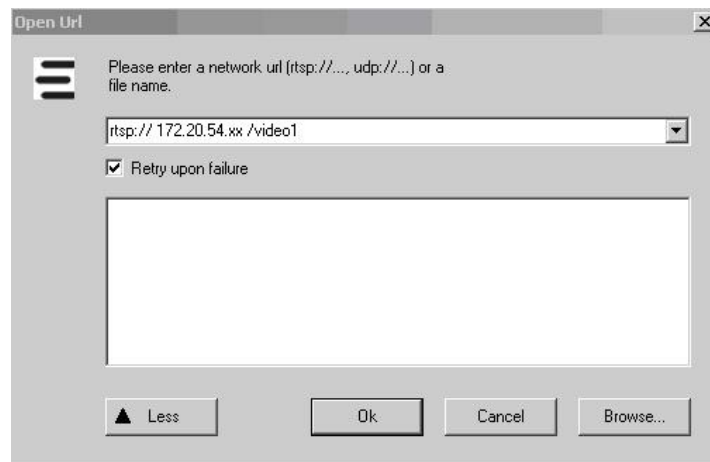 Open Url
Please enter a network url (rtsp://..., udp://...) or a
file name.
rtsp:// 172.20.54.xx /video1
Retry upon failure
Less
Ok
Cancel
Browse...